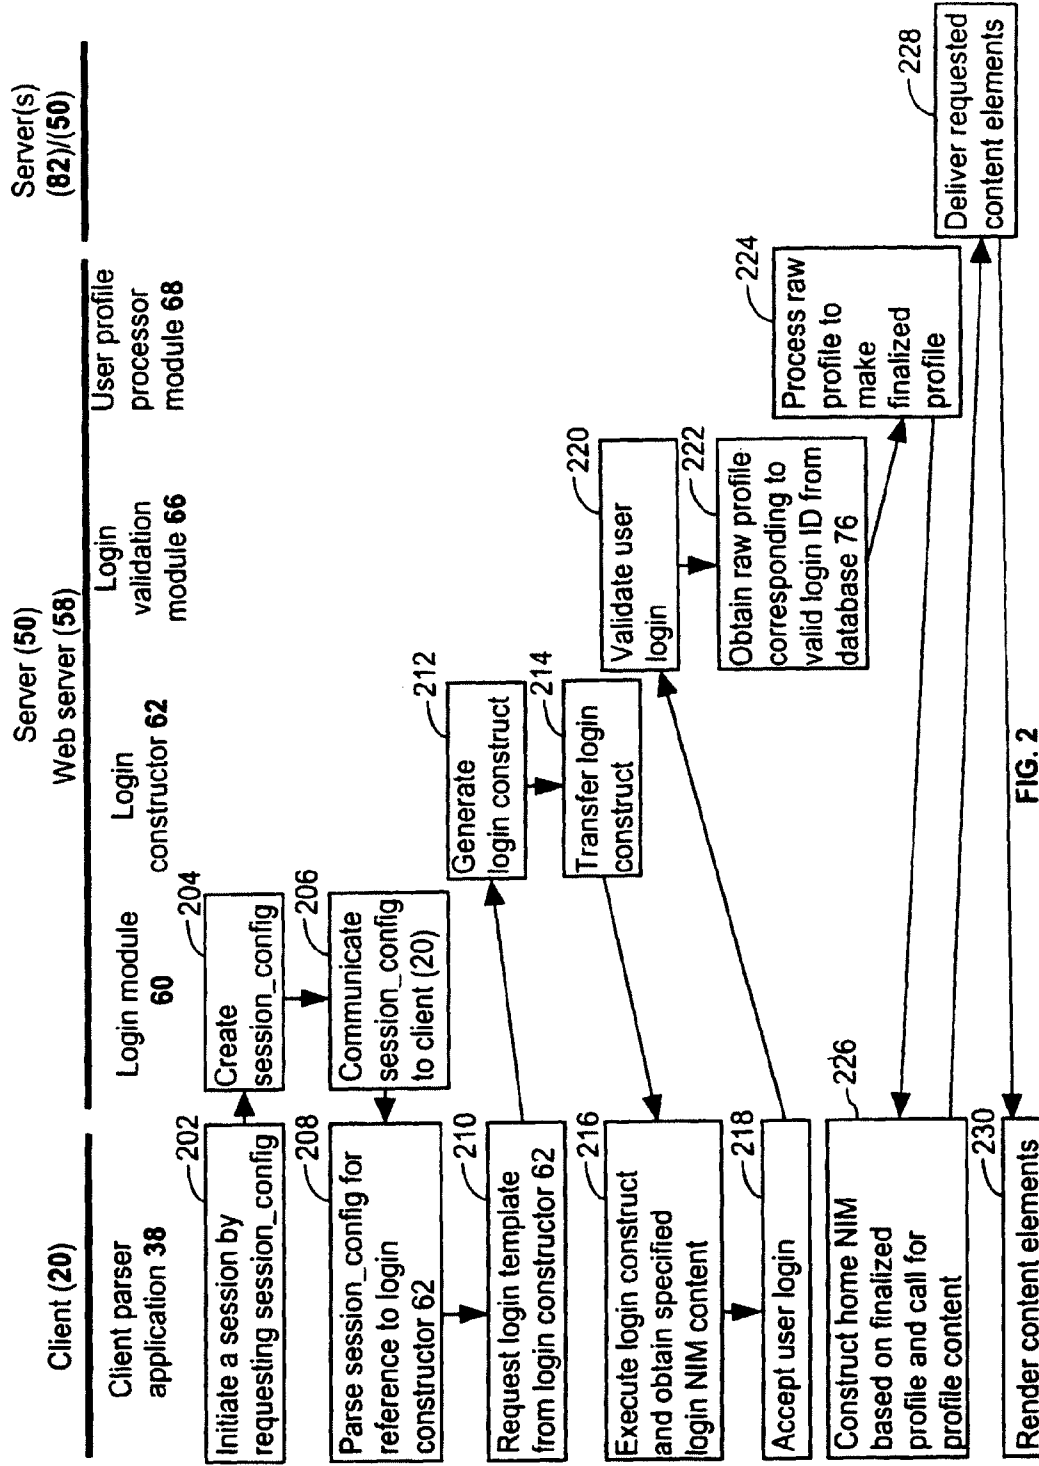 Client (20)
Server (50)
Web server (58)
Server(s)
(82)/(50)
Client parser
application 38
Login module
60
Login
constructor 62
Login
validation
module 66
User profile
processor
module 68
202
Initiate a session by
requesting session_config
204
Create
session_config
206
Communicate
session_config
to client (20)
208
Parse session_config for
reference to login
constructor 62
210
Request login template
from login constructor 62
212
Generate
login construct
214
Transfer login
construct
216
Execute login construct
and obtain specified
login NIM content
218
Accept user login
220
Validate user
login
222
Obtain raw profile
corresponding to
valid login ID from
database 76
224
Process raw
profile to
make
finalized
profile
226
Construct home NIM
based on finalized
profile and call for
profile content
228
Deliver requested
content elements
230
Render content elements
FIG. 2